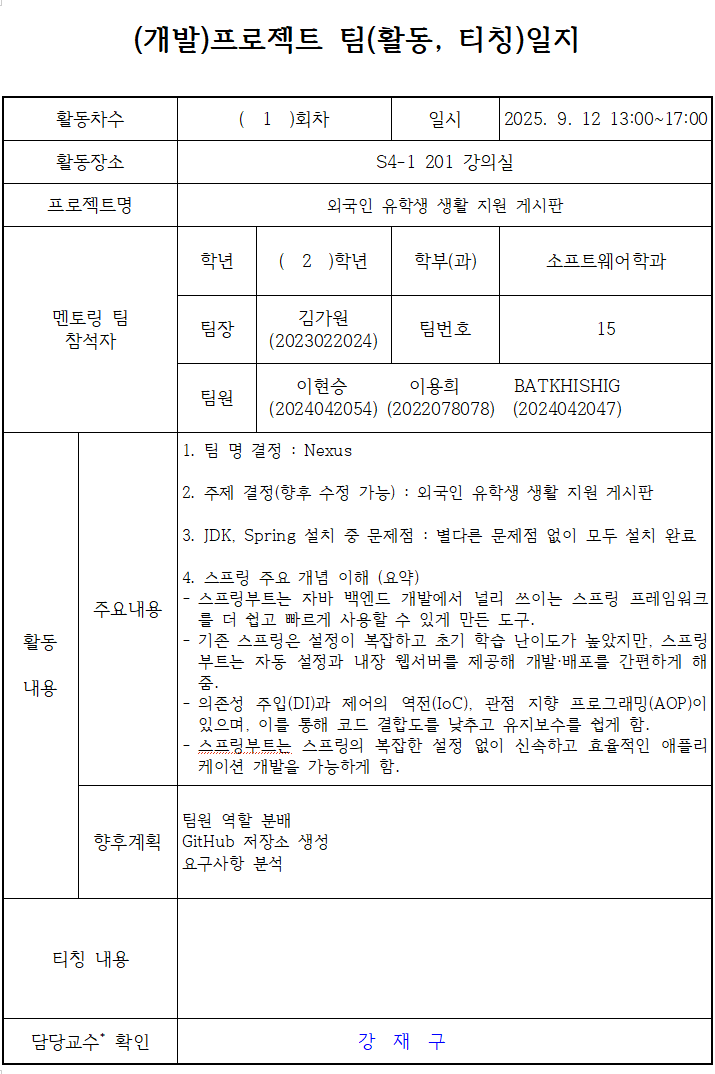 (개발)프로젝트 팀(활동, 티칭)일지
활동차수 ( 1 )회차 일시 2025. 9. 12 13:00~17:00
활동장소 S4-1 201 강의실
프로젝트명 외국인 유학생 생활 지원 게시판
멘토링 팀
참석자
학년 ( 2 )학년 학부(과) 소프트웨어학과
팀장 김가원
(2023022024)
팀번호 15
팀원 이현승 이용희 BATKHISHIG
(2024042054) (2022078078) (2024042047)
활동
내용
주요내용
1. 팀 명 결정 : Nexus
2. 주제 결정(향후 수정 가능) : 외국인 유학생 생활 지원 게시판
3. JDK, Spring 설치 중 문제점 : 별다른 문제점 없이 모두 설치 완료
4. 스프링 주요 개념 이해 (요약)
- 스프링부트는 자바 백엔드 개발에서 널리 쓰이는 스프링 프레임워크
를 더 쉽고 빠르게 사용할 수 있게 만든 도구.
- 기존 스프링은 설정이 복잡하고 초기 학습 난이도가 높았지만, 스프링
부트는 자동 설정과 내장 웹서버를 제공해 개발·배포를 간편하게 해
줌.
- 의존성 주입(DI)과 제어의 역전(IoC), 관점 지향 프로그래밍(AOP)이
있으며, 이를 통해 코드 결합도를 낮추고 유지보수를 쉽게 함.
- 스프링부트는 스프링의 복잡한 설정 없이 신속하고 효율적인 애플리
케이션 개발을 가능하게 함.
향후계획
팀원 역할 분배
GitHub 저장소 생성
요구사항 분석
티칭 내용
담당교수* 확인 강 재 구